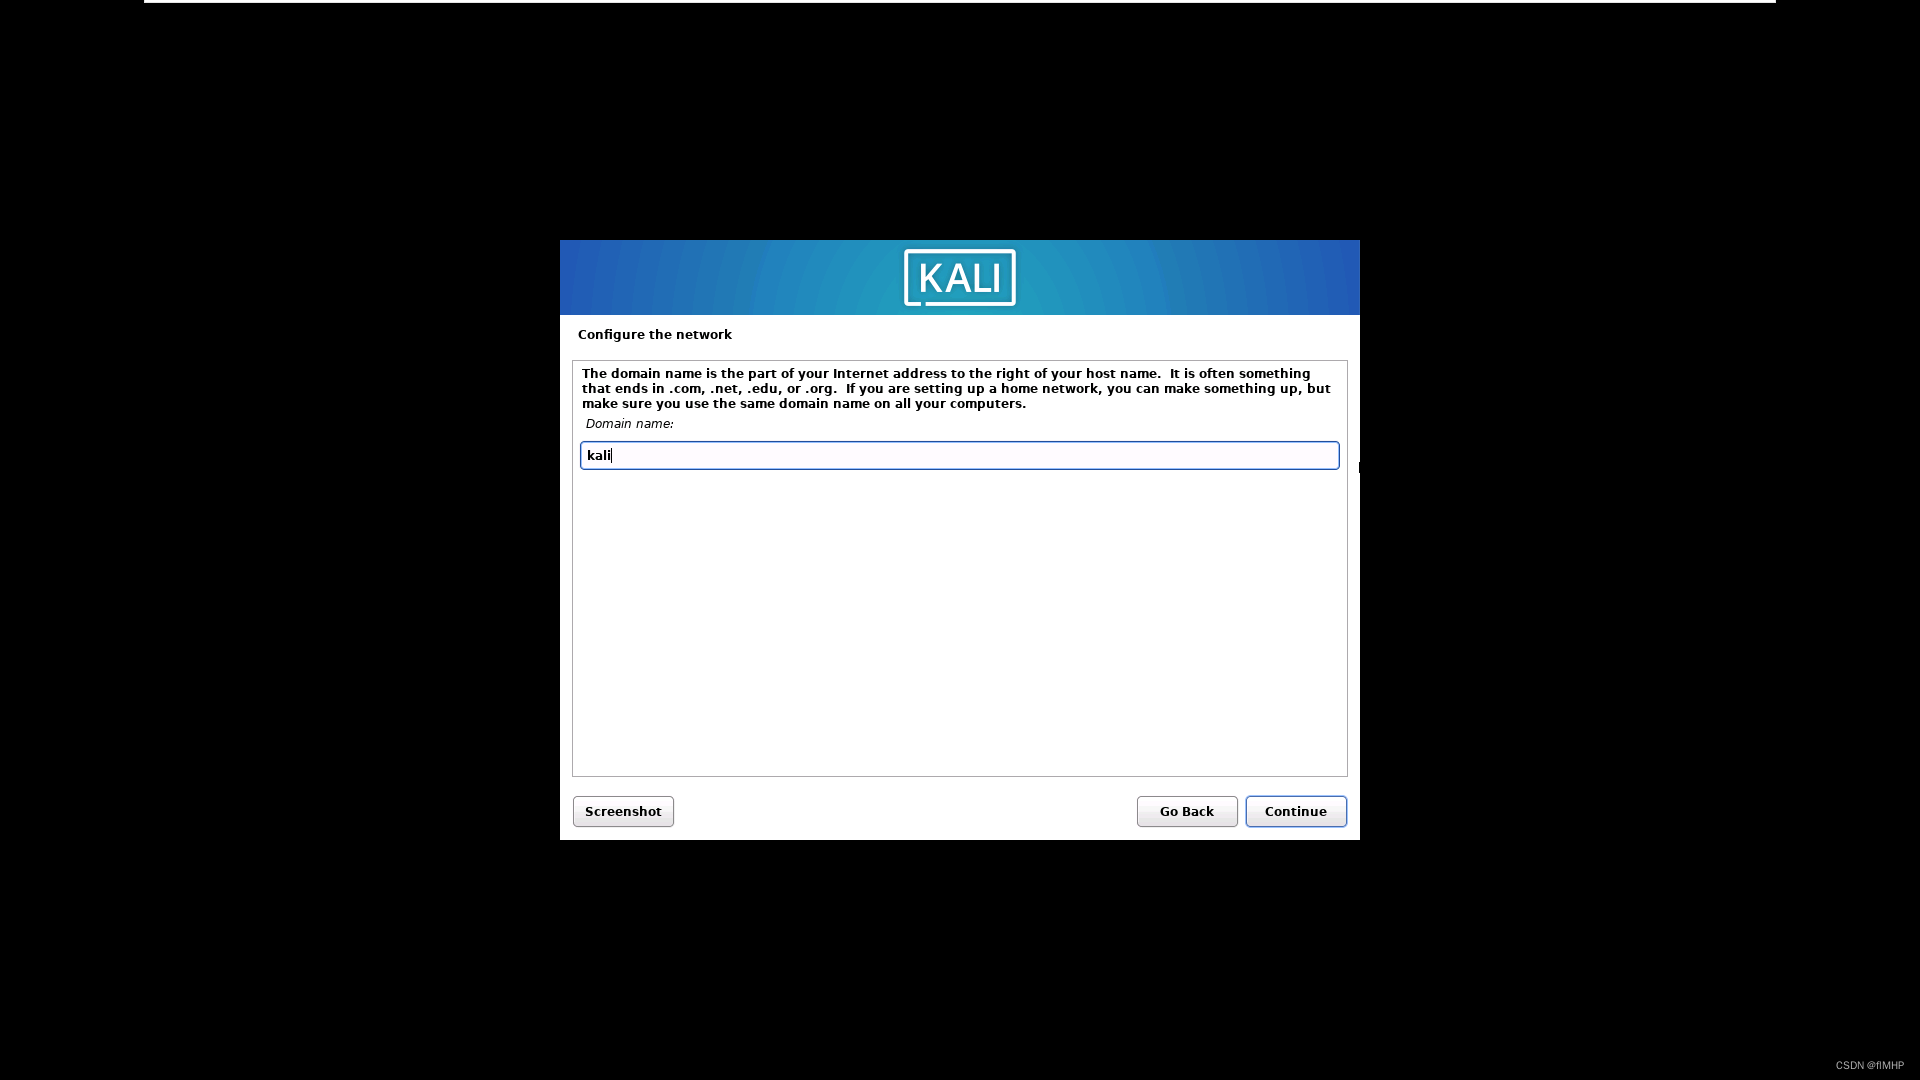 KALI
Configure the network
The domain name is the part of your Internet address to the right of your host name.  It is often something
that ends in .com, .net, .edu, or .org.  If you are setting up a home network, you can make something up, but
make sure you use the same domain name on all your computers.
Domain name:
kali
Screenshot
Go Back
Continue
CSDN @flMHP